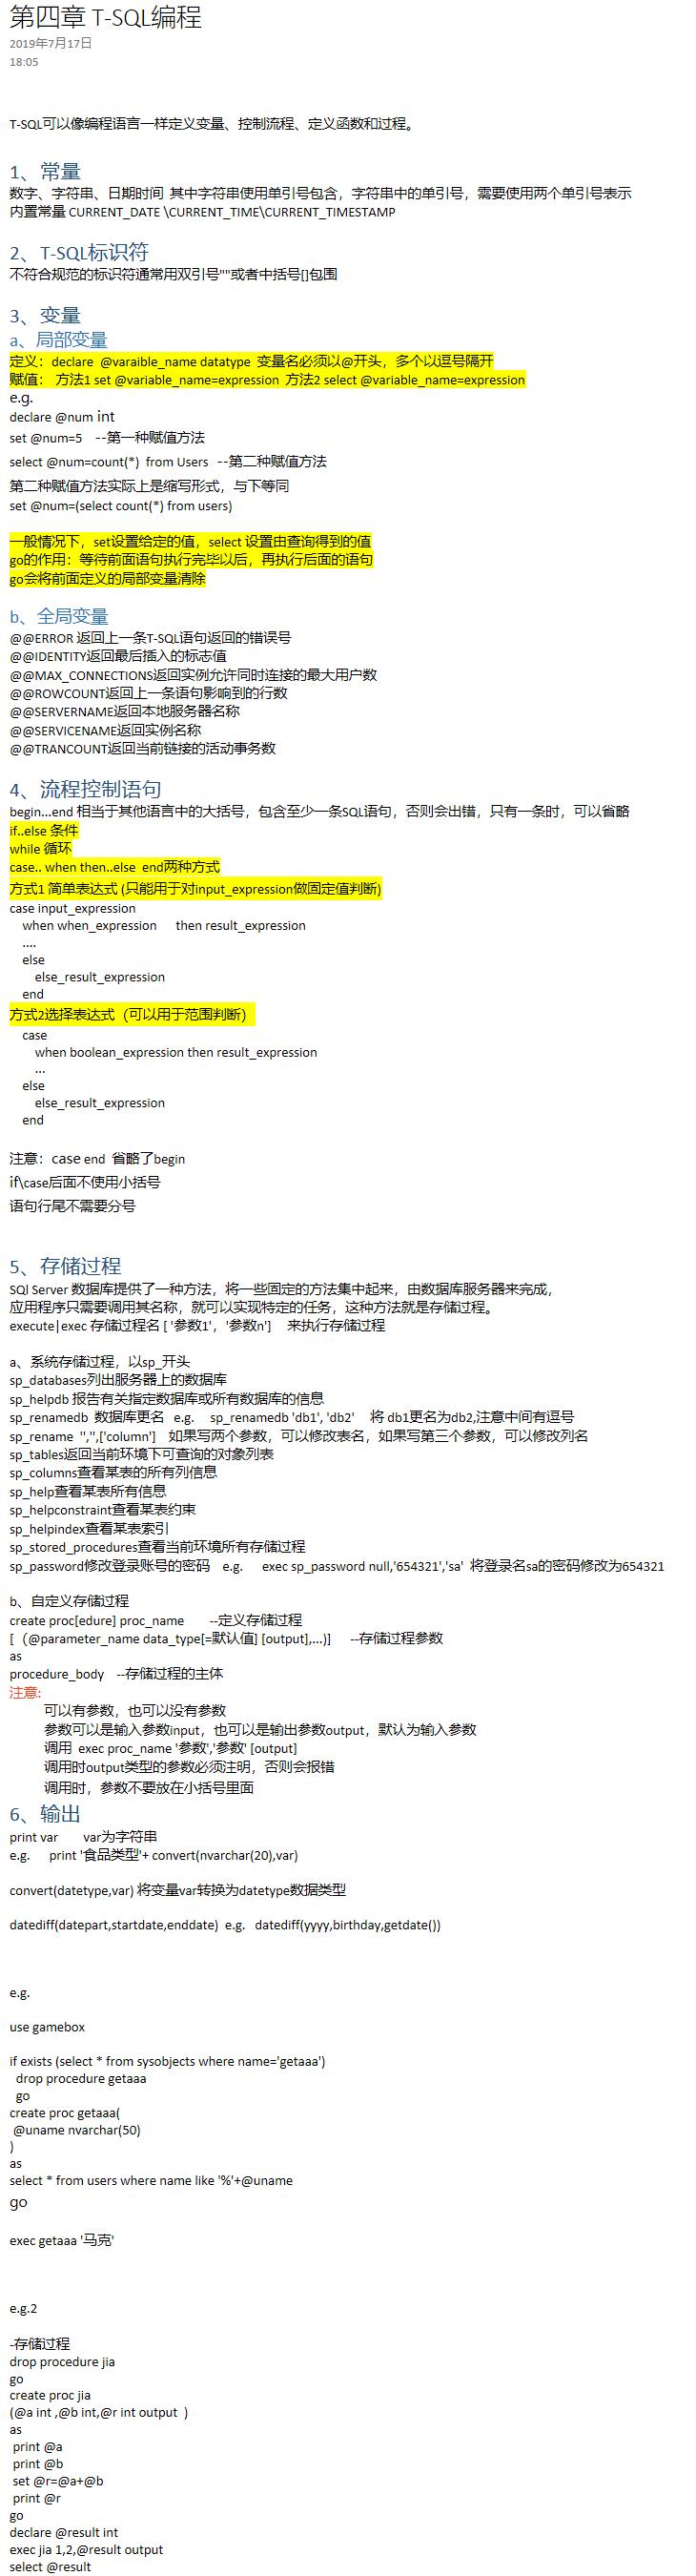 第四章 T-SQL编程
2019年7月17日
18:05
T-SQL可以像编程语言一样定义变量、控制流程、定义函数和过程。
1、常量
数字、字符串、日期时间  其中字符串使用单引号包含，字符串中的单引号，需要使用两个单引号表示
内置常量 CURRENT_DATE \CURRENT_TIME\CURRENT_TIMESTAMP
2、T-SQL标识符
不符合规范的标识符通常用双引号""或者中括号[]包围
3、变量
a、局部变量
定义：declare  @varaible_name datatype  变量名必须以@开头，多个以逗号隔开
赋值： 方法1 set @variable_name=expression  方法2 select @variable_name=expression
e.g.
declare @num int
set @num=5    --第一种赋值方法
select @num=count(*)  from Users   --第二种赋值方法
第二种赋值方法实际上是缩写形式，与下等同
set @num=(select count(*) from users)
一般情况下，set设置给定的值，select 设置由查询得到的值
go的作用：等待前面语句执行完毕以后，再执行后面的语句
go会将前面定义的局部变量清除
b、全局变量
@@ERROR 返回上一条T-SQL语句返回的错误号
@@IDENTITY返回最后插入的标志值
@@MAX_CONNECTIONS返回实例允许同时连接的最大用户数
@@ROWCOUNT返回上一条语句影响到的行数
@@SERVERNAME返回本地服务器名称
@@SERVICENAME返回实例名称
@@TRANCOUNT返回当前链接的活动事务数
4、流程控制语句
begin...end 相当于其他语言中的大括号，包含至少一条SQL语句，否则会出错，只有一条时，可以省略
if..else 条件
while 循环
case.. when then..else  end两种方式
方式1 简单表达式 (只能用于对input_expression做固定值判断)
case input_expression
when when_expression      then result_expression
....
else
else_result_expression
end
方式2选择表达式（可以用于范围判断）
case
when boolean_expression then result_expression
...
else
else_result_expression
end
注意：case end  省略了begin
if\case后面不使用小括号
语句行尾不需要分号
5、存储过程
SQl Server 数据库提供了一种方法，将一些固定的方法集中起来，由数据库服务器来完成，
应用程序只需要调用其名称，就可以实现特定的任务，这种方法就是存储过程。
execute|exec 存储过程名 [ '参数1'，'参数n']     来执行存储过程
a、系统存储过程，以sp_开头
sp_databases列出服务器上的数据库
sp_helpdb 报告有关指定数据库或所有数据库的信息
sp_renamedb  数据库更名   e.g.     sp_renamedb 'db1', 'db2'     将 db1更名为db2,注意中间有逗号
sp_rename  '','',['column']    如果写两个参数，可以修改表名，如果写第三个参数，可以修改列名
sp_tables返回当前环境下可查询的对象列表
sp_columns查看某表的所有列信息
sp_help查看某表所有信息
sp_helpconstraint查看某表约束
sp_helpindex查看某表索引
sp_stored_procedures查看当前环境所有存储过程
sp_password修改登录账号的密码    e.g.      exec sp_password null,'654321','sa'  将登录名sa的密码修改为654321
b、自定义存储过程
create proc[edure] proc_name        --定义存储过程
[（@parameter_name data_type[=默认值] [output],...)]      --存储过程参数
as
procedure_body    --存储过程的主体
注意:
可以有参数，也可以没有参数
参数可以是输入参数input，也可以是输出参数output，默认为输入参数
调用  exec proc_name '参数','参数' [output]
调用时output类型的参数必须注明，否则会报错
调用时，参数不要放在小括号里面
6、输出
print var        var为字符串
e.g.      print '食品类型'+ convert(nvarchar(20),var)
convert(datetype,var) 将变量var转换为datetype数据类型
datediff(datepart,startdate,enddate)  e.g.   datediff(yyyy,birthday,getdate())
e.g.
use gamebox
if exists (select * from sysobjects where name='getaaa')
drop procedure getaaa
go
create proc getaaa(
@uname nvarchar(50)
)
as
select * from users where name like '%'+@uname
go
exec getaaa '马克'
e.g.2
-存储过程
drop procedure jia
go
create proc jia
(@a int ,@b int,@r int output  )
as
print @a
print @b
set @r=@a+@b
print @r
go
declare @result int
exec jia 1,2,@result output
select @result